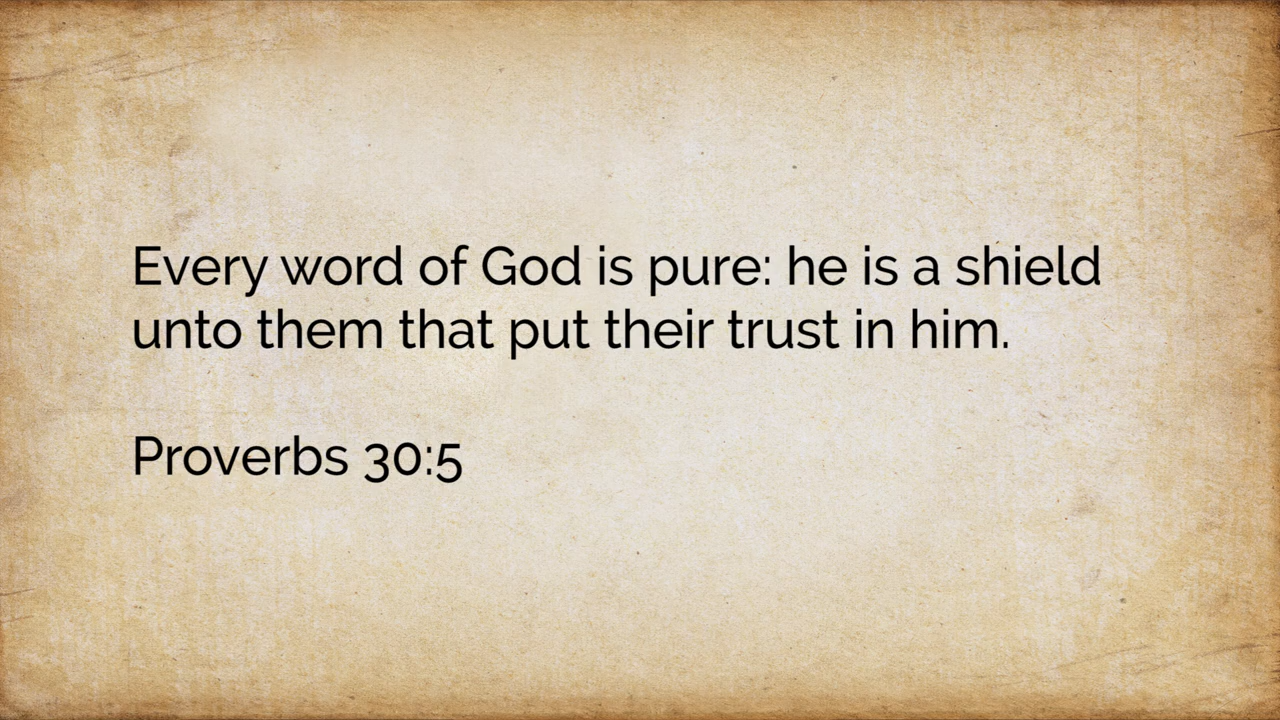 Every word of God is pure: he is a shield
unto them that put their trust in him.
Proverbs 30:5